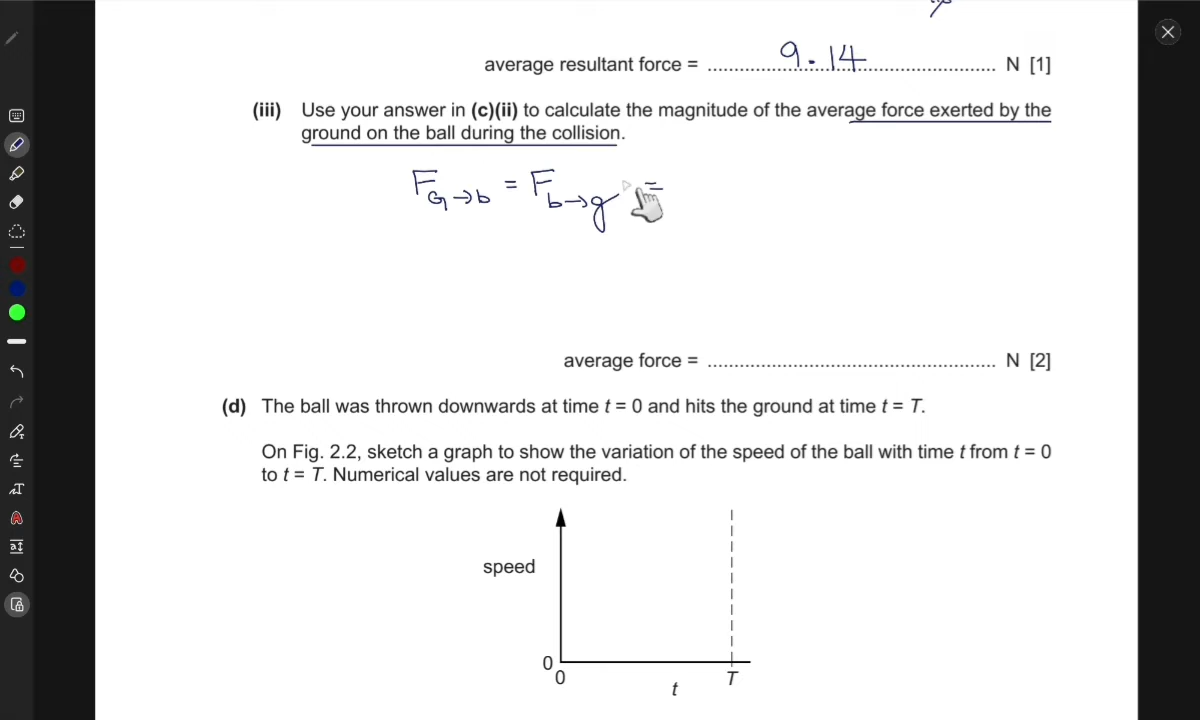 average resultant force = 9.14 N [1]
(iii) Use your answer in (c)(ii) to calculate the magnitude of the average force exerted by the
ground on the ball during the collision.
F G→b = F b→g =
average force = N [2]
(d) The ball was thrown downwards at time t = 0 and hits the ground at time t = T.
On Fig. 2.2, sketch a graph to show the variation of the speed of the ball with time t from t = 0
to t = T. Numerical values are not required.
speed
0
0
T
t